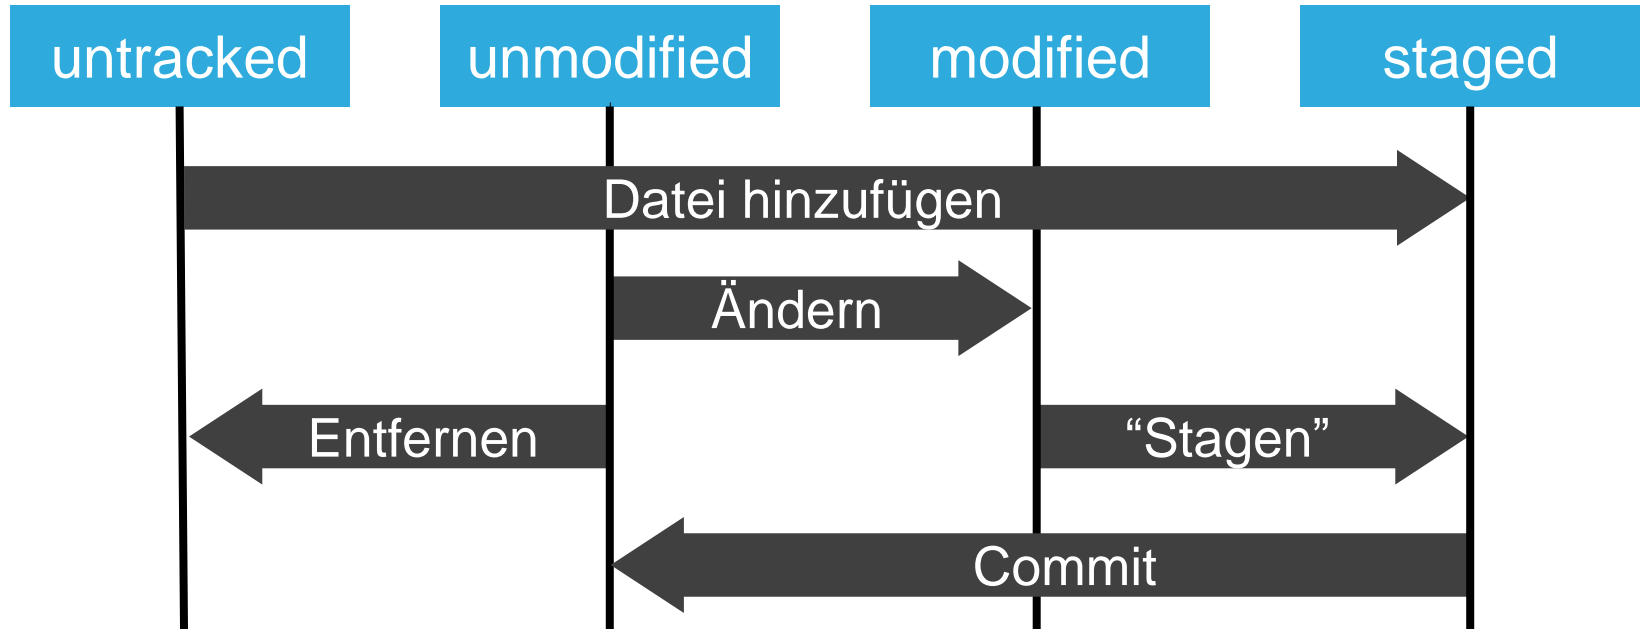 untracked
unmodified
modified
staged
Datei hinzufügen
Ändern
Entfernen
“Stagen”
Commit